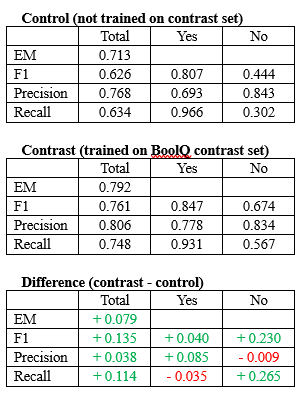 Control (not trained on contrast set)
Total Yes No
EM 0.713
F1 0.626 0.807 0.444
Precision 0.768 0.693 0.843
Recall 0.634 0.966 0.302
Contrast (trained on BoolQ contrast set)
Total Yes No
EM 0.792
F1 0.761 0.847 0.674
Precision 0.806 0.778 0.834
Recall 0.748 0.931 0.567
Difference (contrast - control)
Total Yes No
EM + 0.079
F1 + 0.135 + 0.040 + 0.230
Precision + 0.038 + 0.085 - 0.009
Recall + 0.114 - 0.035 + 0.265